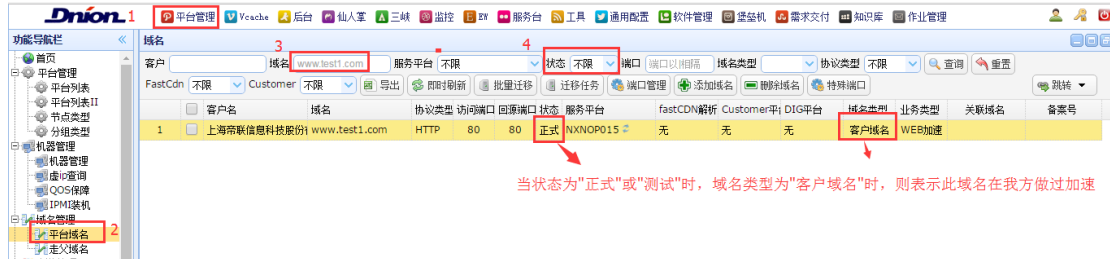 Dnion 1 平台管理 Vcache 后台 仙人掌 三峡 监控 EW 服务台 工具 通用配置 软件管理 堡垒机 需求交付 知识库 作业管理
功能导航栏
首页
平台管理
平台列表
平台列表II
节点类型
分组类型
机器管理
机器管理
虚ip查询
QOS保障
IPMI装机
域名管理
平台域名 2
走父域名
域名
3 4
客户 域名 www.test1.com 服务平台 不限 状态 不限 端口 端口以|相隔 域名类型 协议类型 不限 查询 重置
FastCdn 不限 Customer 不限 导出 即时刷新 批量迁移 迁移任务 端口管理 添加域名 删除域名 特殊端口 跳转
客户名 域名 协议类型 访问端口 回源端口 状态 服务平台 fastCDN解析 Customer平 DIG平台 域名类型 业务类型 关联域名 备案号
1 上海帝联信息科技股份 www.test1.com HTTP 80 80 正式 NXNOP015 无 无 无 客户域名 WEB加速
当状态为"正式"或"测试"时，域名类型为"客户域名"时，则表示此域名在我方做过加速